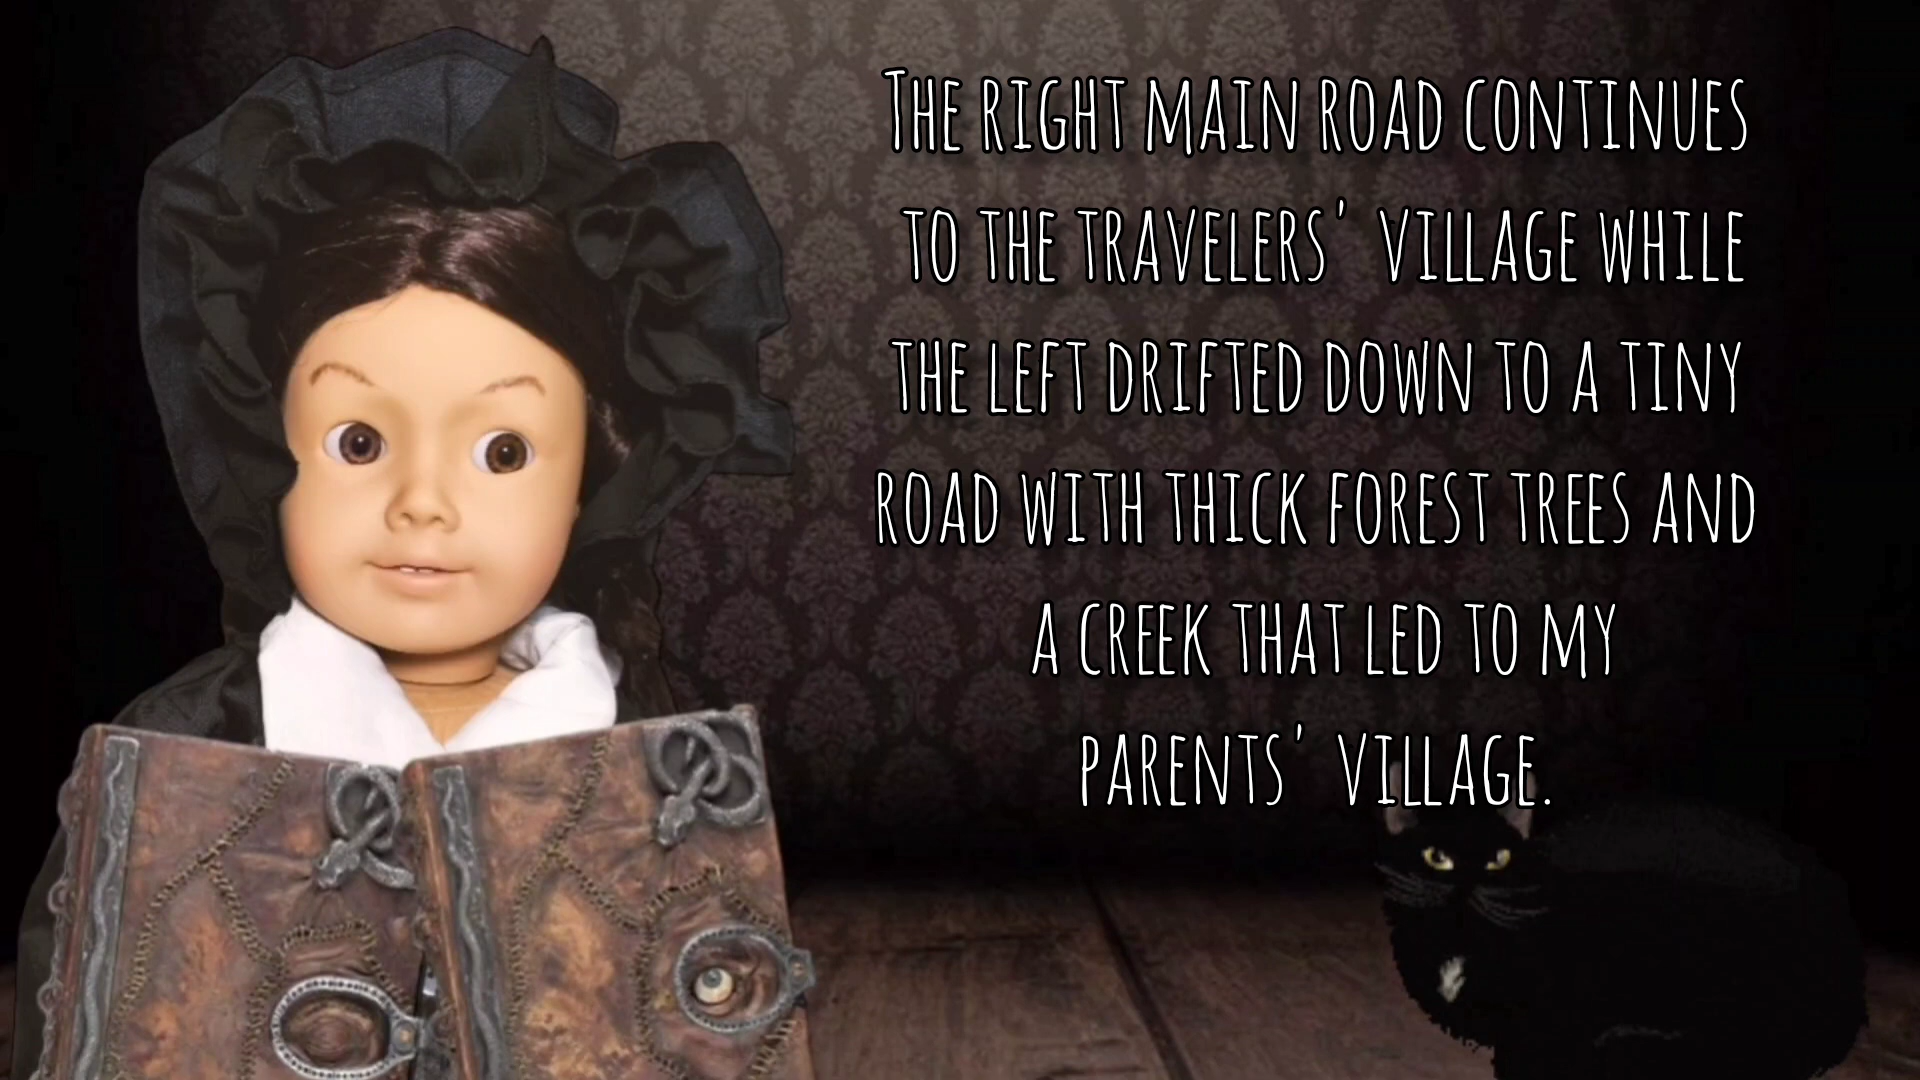 The right main road continues
to the travelers' village while
the left drifted down to a tiny
road with thick forest trees and
a creek that led to my
parents' village.